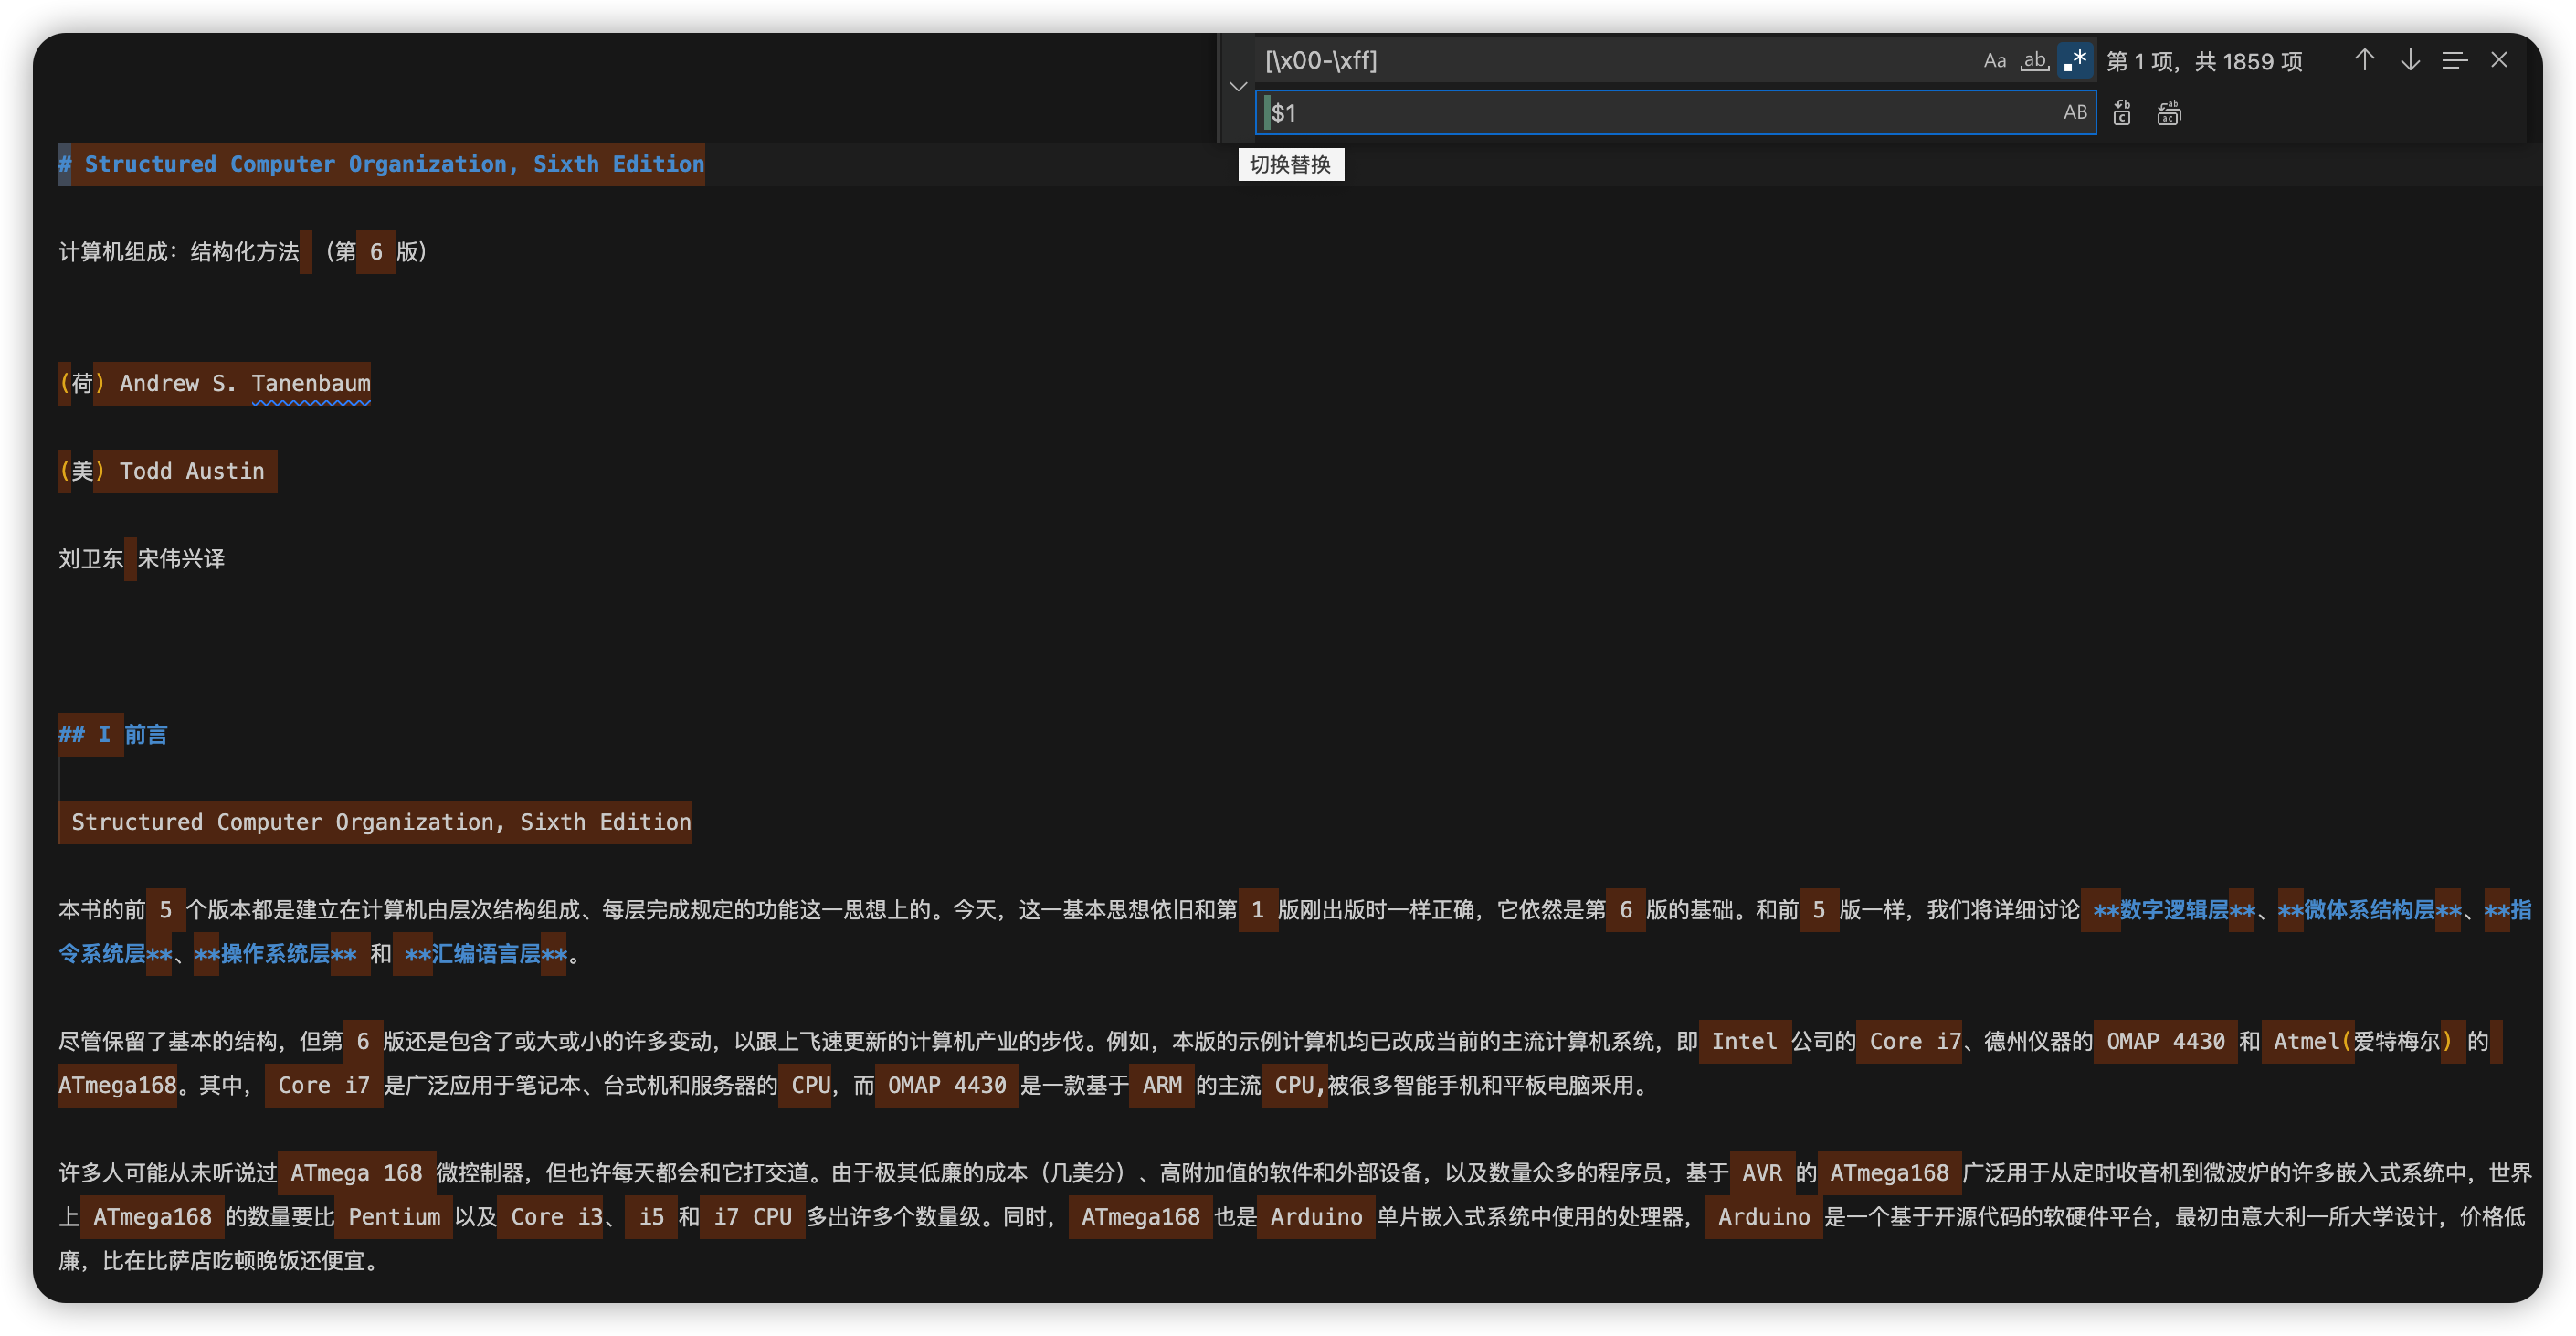 [\x00-\xff]
Aa ab .* 第 1 项，共 1859 项
$1
AB
切换替换
# Structured Computer Organization, Sixth Edition
计算机组成：结构化方法 （第 6 版）
(荷) Andrew S. Tanenbaum
(美) Todd Austin
刘卫东 宋伟兴译
## I 前言
Structured Computer Organization, Sixth Edition
本书的前 5 个版本都是建立在计算机由层次结构组成、每层完成规定的功能这一思想上的。今天，这一基本思想依旧和第 1 版刚出版时一样正确，它依然是第 6 版的基础。和前 5 版一样，我们将详细讨论 **数字逻辑层**、**微体系结构层**、**指
令系统层**、**操作系统层** 和 **汇编语言层**。
尽管保留了基本的结构，但第 6 版还是包含了或大或小的许多变动，以跟上飞速更新的计算机产业的步伐。例如，本版的示例计算机均已改成当前的主流计算机系统，即 Intel 公司的 Core i7、德州仪器的 OMAP 4430 和 Atmel(爱特梅尔) 的
ATmega168。其中， Core i7 是广泛应用于笔记本、台式机和服务器的 CPU，而 OMAP 4430 是一款基于 ARM 的主流 CPU,被很多智能手机和平板电脑采用。
许多人可能从未听说过 ATmega 168 微控制器，但也许每天都会和它打交道。由于极其低廉的成本（几美分）、高附加值的软件和外部设备，以及数量众多的程序员，基于 AVR 的 ATmega168 广泛用于从定时收音机到微波炉的许多嵌入式系统中，世界
上 ATmega168 的数量要比 Pentium 以及 Core i3、 i5 和 i7 CPU 多出许多个数量级。同时， ATmega168 也是 Arduino 单片嵌入式系统中使用的处理器， Arduino 是一个基于开源代码的软硬件平台，最初由意大利一所大学设计，价格低
廉，比在比萨店吃顿晚饭还便宜。